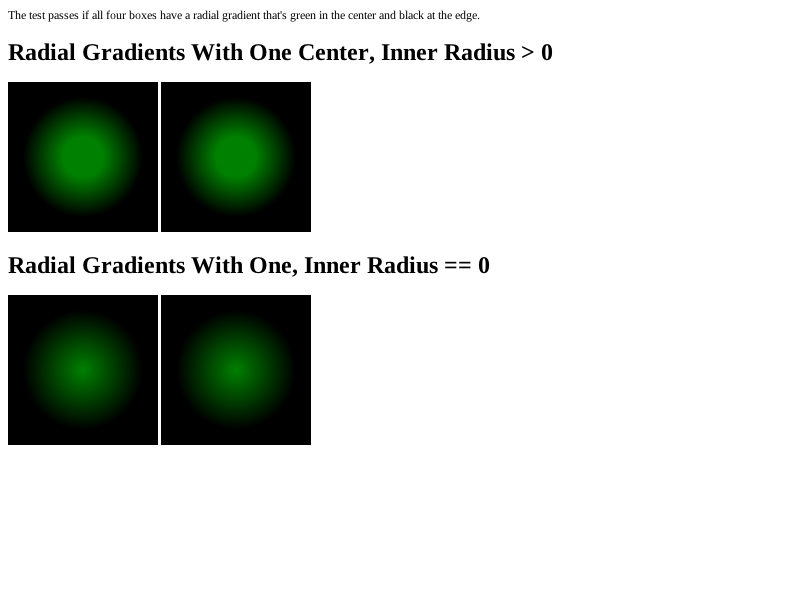 The test passes if all four boxes have a radial gradient that's green in the center and black at the edge.
Radial Gradients With One Center, Inner Radius > 0
Radial Gradients With One, Inner Radius == 0